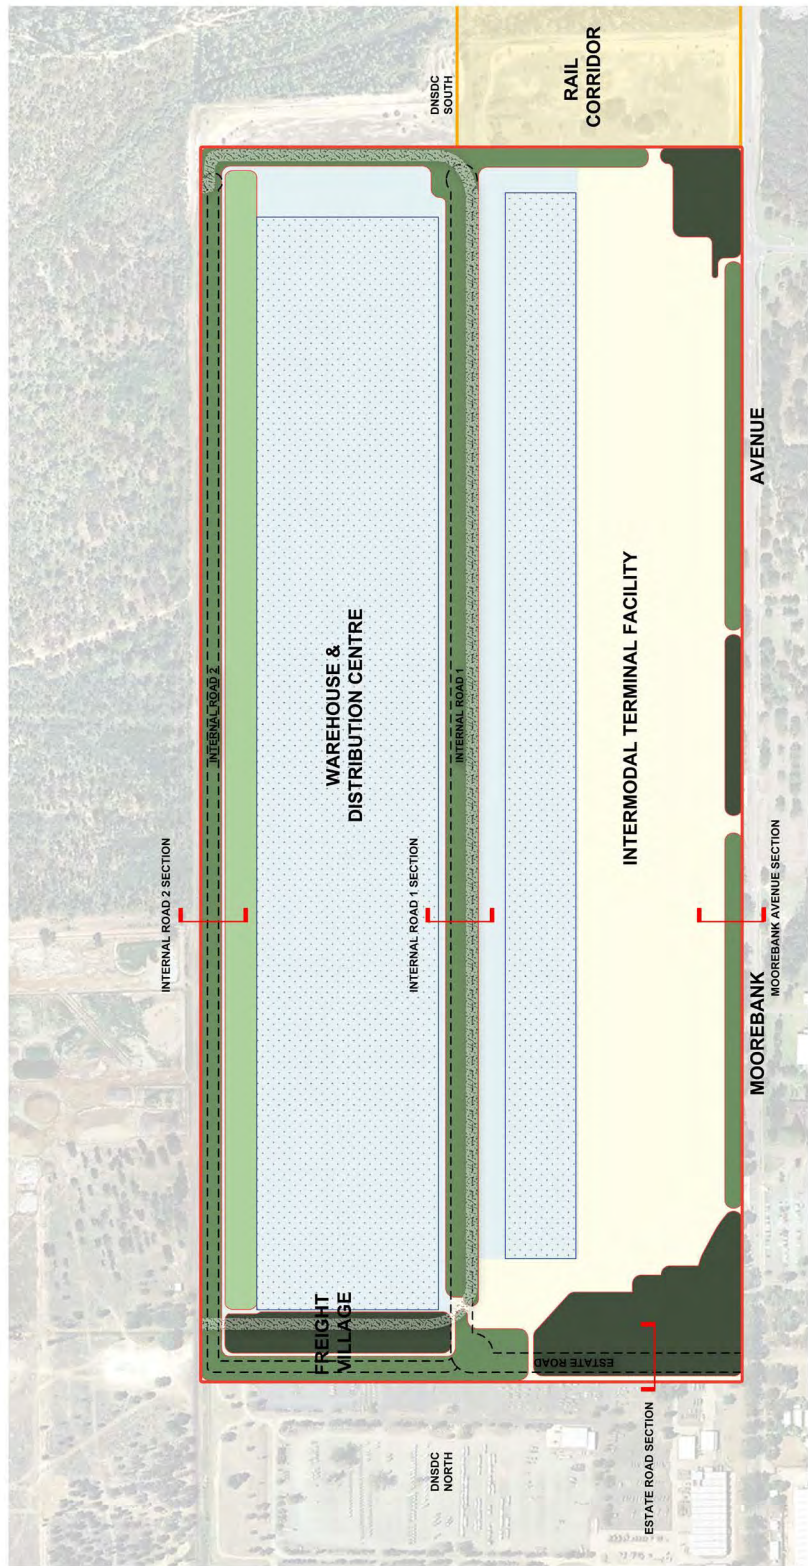 INTERNAL ROAD 2 SECTION
INTERNAL ROAD 2
FREIGHT
VILLAGE
WAREHOUSE &
DISTRIBUTION CENTRE
INTERNAL ROAD 1 SECTION
DNSDC
NORTH
DNSDC
SOUTH
INTERNAL ROAD 1
RAIL
CORRIDOR
ESTATE ROAD
INTERMODAL TERMINAL FACILITY
ESTATE ROAD SECTION
MOOREBANK AVENUE
MOOREBANK AVENUE SECTION